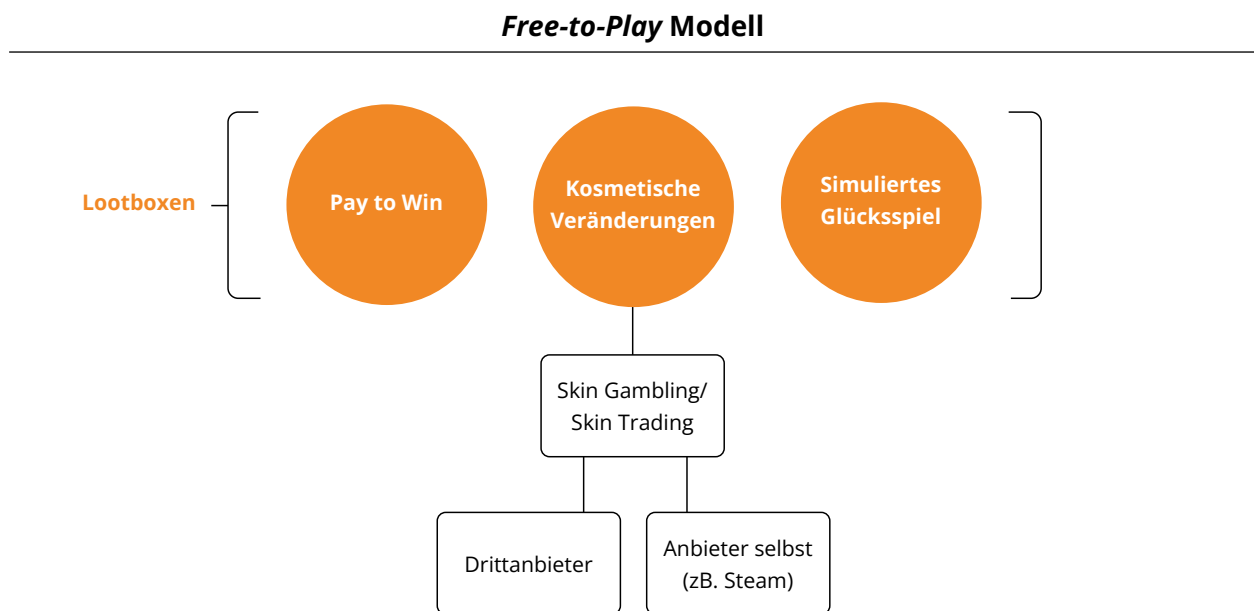 Free-to-Play Modell
Lootboxen
Pay to Win
Kosmetische
Veränderungen
Simuliertes
Glücksspiel
Skin Gambling/
Skin Trading
Drittanbieter
Anbieter selbst
(zB. Steam)